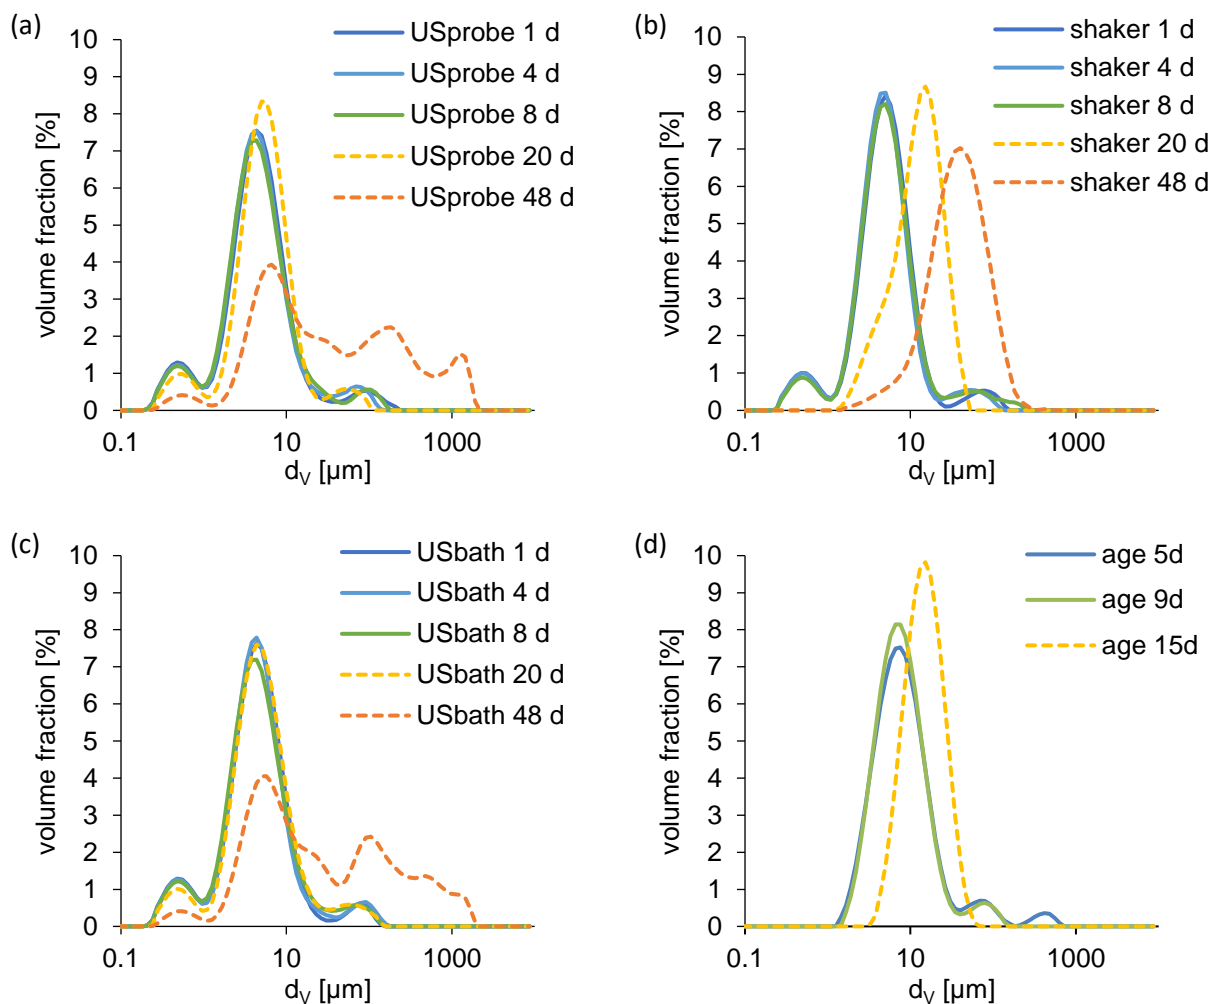 (a)
USprobe 1 d
USprobe 4 d
USprobe 8 d
USprobe 20 d
USprobe 48 d
volume fraction [%]
10
9
8
7
6
5
4
3
2
1
0
0.1
10
1000
dV [µm]
(b)
shaker 1 d
shaker 4 d
shaker 8 d
shaker 20 d
shaker 48 d
volume fraction [%]
10
9
8
7
6
5
4
3
2
1
0
0.1
10
1000
dV [µm]
(c)
USbath 1 d
USbath 4 d
USbath 8 d
USbath 20 d
USbath 48 d
volume fraction [%]
10
9
8
7
6
5
4
3
2
1
0
0.1
10
1000
dV [µm]
(d)
age 5d
age 9d
age 15d
volume fraction [%]
10
9
8
7
6
5
4
3
2
1
0
0.1
10
1000
dV [µm]